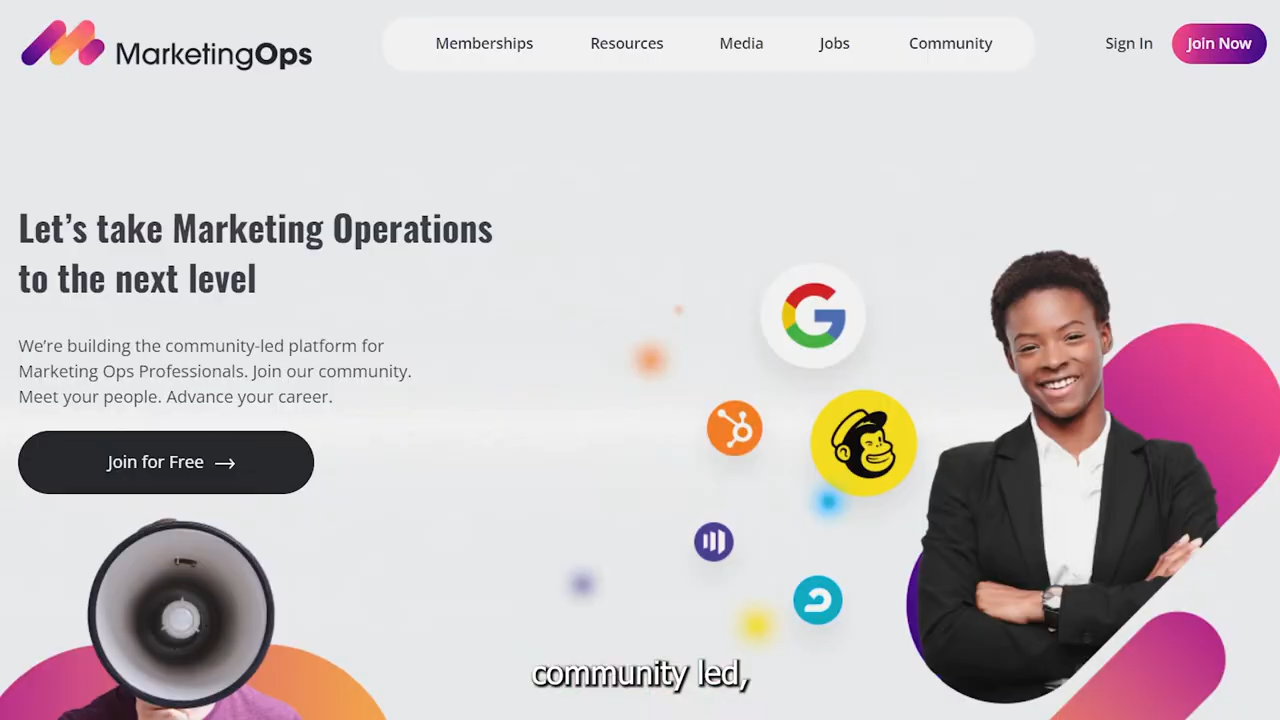 MarketingOps
Memberships
Resources
Media
Jobs
Community
Sign In
Join Now
Let's take Marketing Operations
to the next level
We're building the community-led platform for
Marketing Ops Professionals. Join our community.
Meet your people. Advance your career.
Join for Free →
community led,